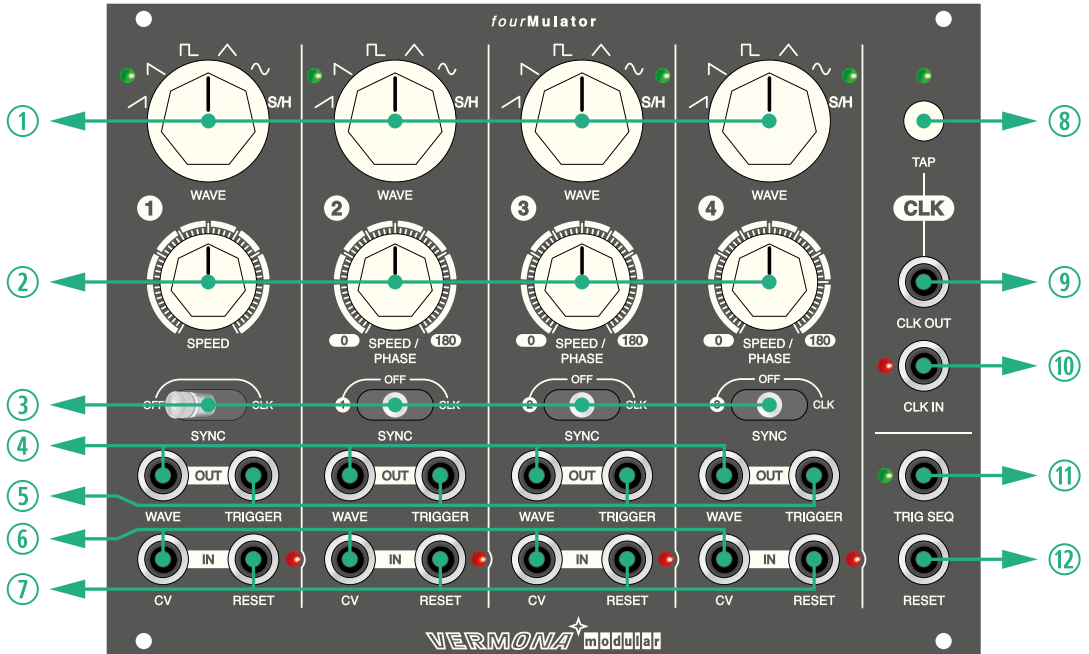 fourMulator
S/H S/H S/H S/H
① ⑧
WAVE WAVE WAVE WAVE TAP
1 2 3 4 CLK
② ⑨
SPEED 0 SPEED / PHASE 180 0 SPEED / PHASE 180 0 SPEED / PHASE 180 CLK OUT
⑩
OFF OFF OFF
③ OFF CLK 1 CLK 2 CLK 3 CLK CLK IN
SYNC SYNC SYNC SYNC
④
OUT OUT OUT OUT ⑪
⑤
WAVE TRIGGER WAVE TRIGGER WAVE TRIGGER WAVE TRIGGER TRIG SEQ
⑥
IN IN IN IN ⑫
⑦
CV RESET CV RESET CV RESET CV RESET RESET
VERMONA modular